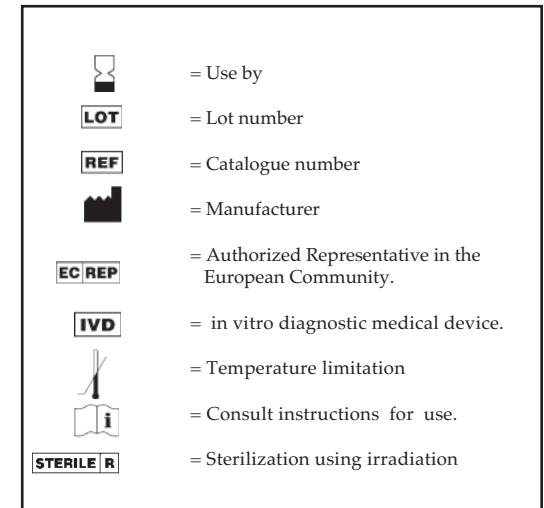 = Use by
LOT = Lot number
REF = Catalogue number
= Manufacturer
EC REP = Authorized Representative in the
European Community.
IVD = in vitro diagnostic medical device.
= Temperature limitation
i = Consult instructions for use.
STERILE R = Sterilization using irradiation